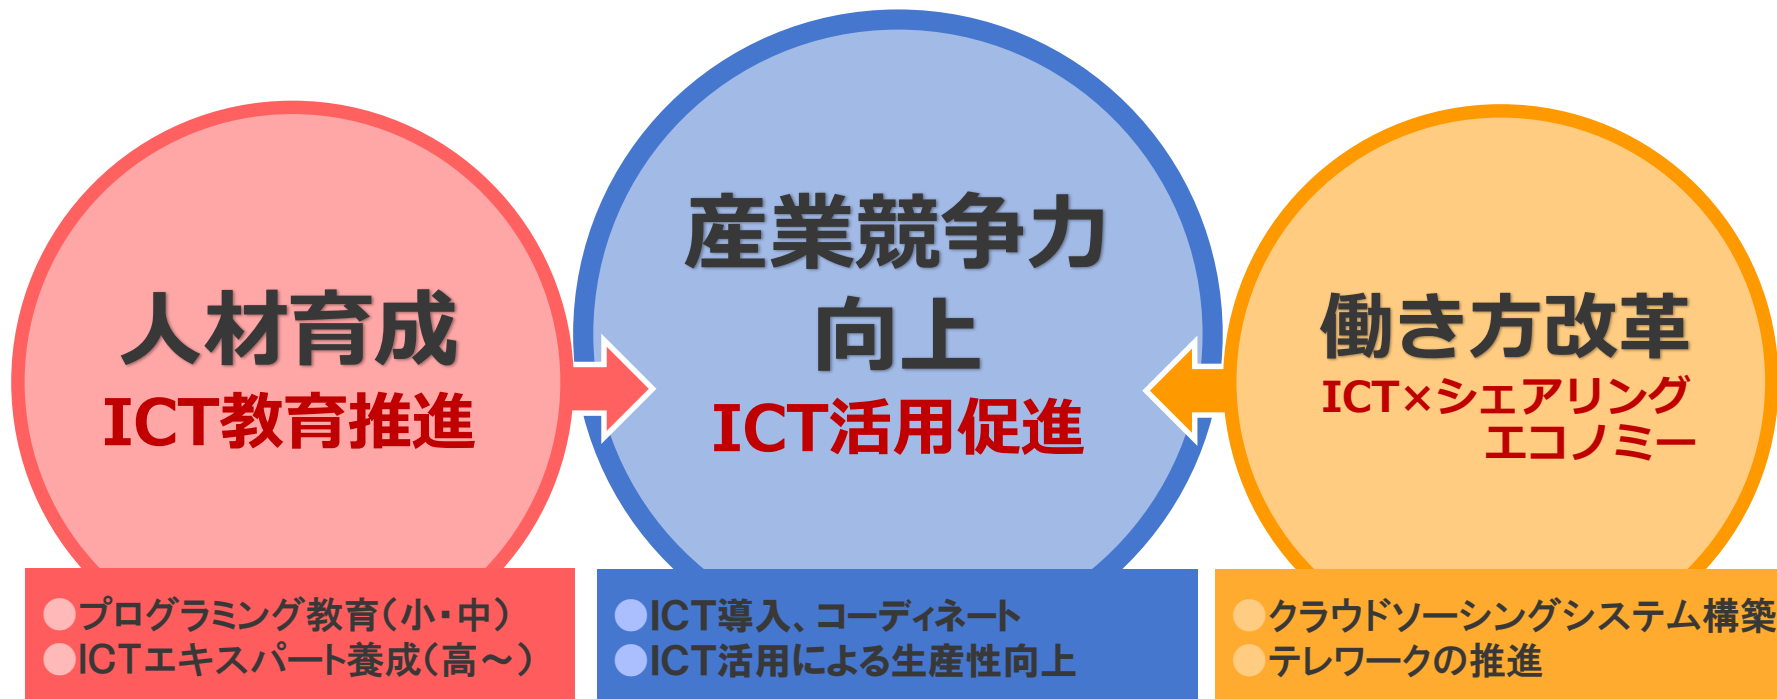 人材育成
ICT教育推進
●プログラミング教育(小・中)
●ICTエキスパート養成(高~)
産業競争力
向上
ICT活用促進
●ICT導入、コーディネート
●ICT活用による生産性向上
働き方改革
ICT×シェアリング
エコノミー
●クラウドソーシングシステム構築
●テレワークの推進